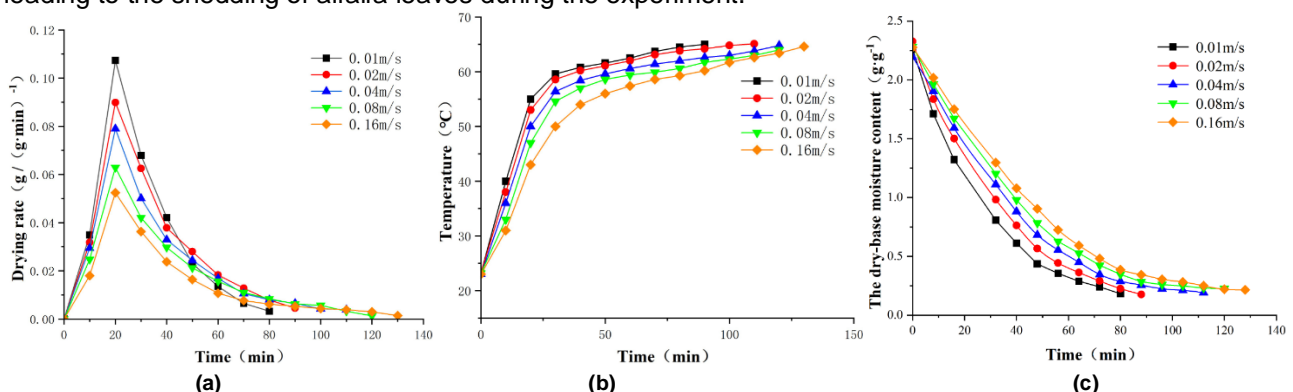 leading to the shedding of alfalfa leaves during the experiment.
Drying rate (g/(g·min)⁻¹)
0.12
0.10
0.08
0.06
0.04
0.02
0.00
0 20 40 60 80 100 120 140
Time (min)
0.01m/s
0.02m/s
0.04m/s
0.08m/s
0.16m/s
(a)
Temperature (℃)
70
60
50
40
30
20
0 50 100 150
Time (min)
0.01m/s
0.02m/s
0.04m/s
0.08m/s
0.16m/s
(b)
The dry-base moisture content (g·g⁻¹)
2.5
2.0
1.5
1.0
0.5
0.0
0 20 40 60 80 100 120 140
Time (min)
0.01m/s
0.02m/s
0.04m/s
0.08m/s
0.16m/s
(c)